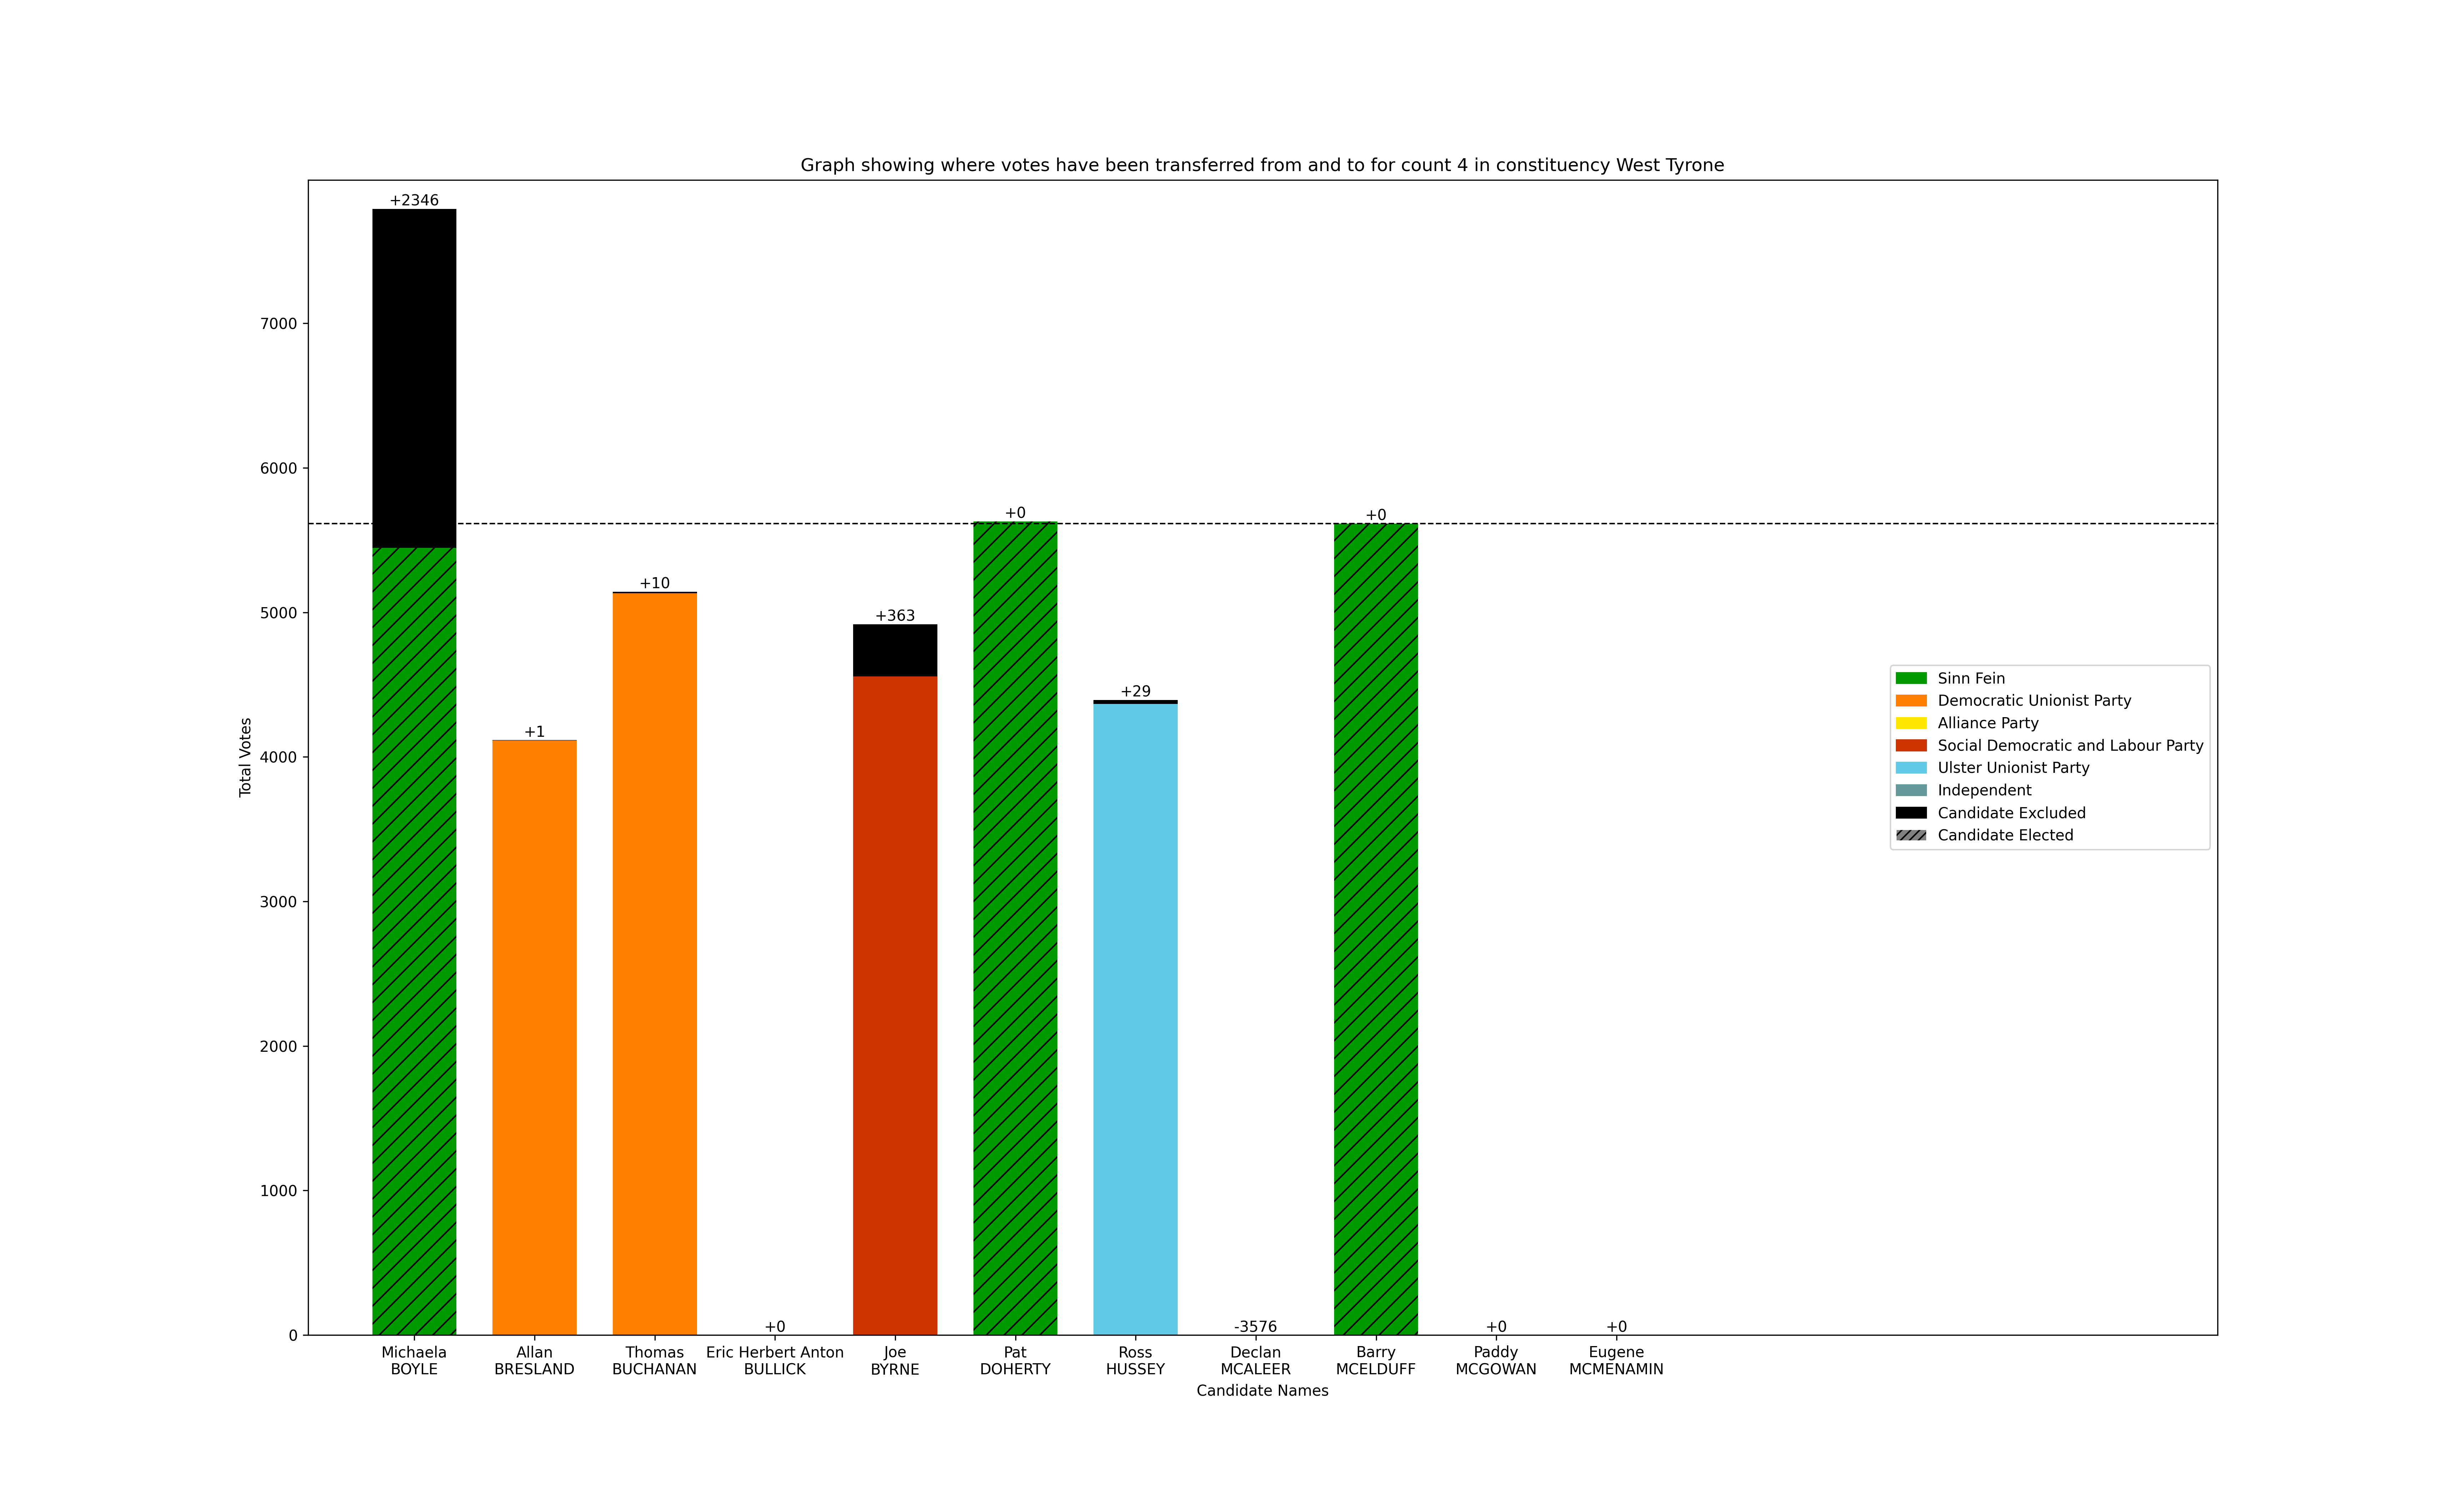 Graph showing where votes have been transferred from and to for count 4 in constituency West Tyrone
+2346
7000
6000
+0
+0
+10
5000
+363
+29
+1
4000
Total Votes
3000
2000
1000
0
+0
-3576
+0
+0
Sinn Fein
Democratic Unionist Party
Alliance Party
Social Democratic and Labour Party
Ulster Unionist Party
Independent
Candidate Excluded
Candidate Elected
Michaela
BOYLE
Allan
BRESLAND
Thomas
BUCHANAN
Eric Herbert Anton
BULLICK
Joe
BYRNE
Pat
DOHERTY
Ross
HUSSEY
Declan
MCALEER
Barry
MCELDUFF
Paddy
MCGOWAN
Eugene
MCMENAMIN
Candidate Names